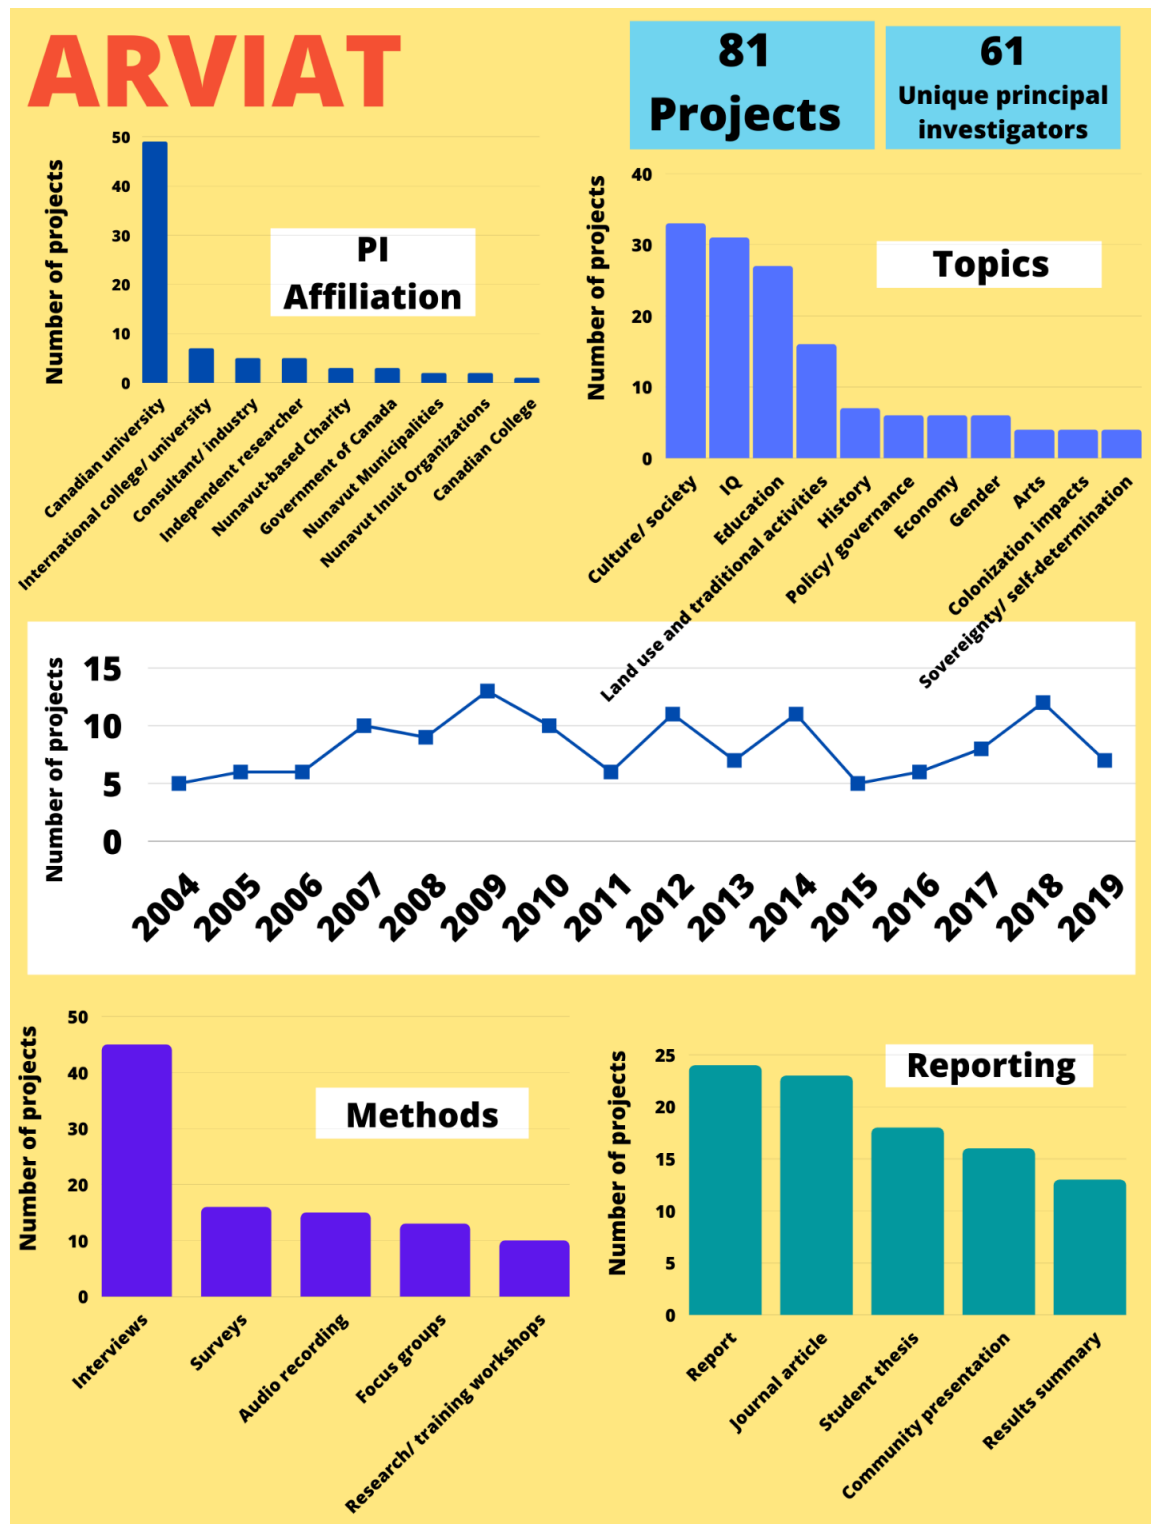 ARVIAT
81
Projects
61
Unique principal
investigators
Number of projects
50
40
30
20
10
0
PI
Affiliation
Canadian university
International college/ university
Consultant/ industry
Independent researcher
Nunavut-based Charity
Government of Canada
Nunavut Municipalities
Nunavut Inuit Organizations
Canadian College
Number of projects
40
30
20
10
0
Topics
Culture/ society
IQ
Education
Land use and traditional activities
History
Policy/ governance
Economy
Gender
Arts
Colonization impacts
Sovereignty/ self-determination
Number of projects
15
10
5
0
2004
2005
2006
2007
2008
2009
2010
2011
2012
2013
2014
2015
2016
2017
2018
2019
Number of projects
50
40
30
20
10
0
Methods
Interviews
Surveys
Audio recording
Focus groups
Research/ training workshops
Number of projects
25
20
15
10
5
0
Reporting
Report
Journal article
Student thesis
Community presentation
Results summary